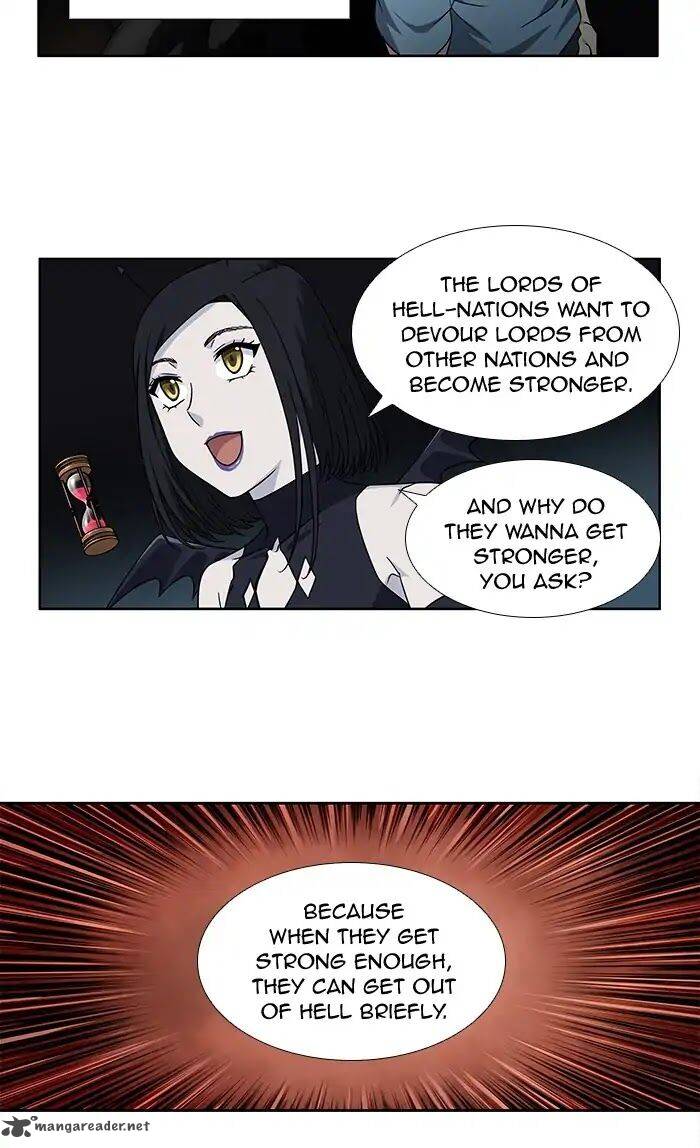 THE LORDS OF
HELL-NATIONS WANT TO
DEVOUR LORDS FROM
OTHER NATIONS AND
BECOME STRONGER.
AND WHY DO
THEY WANNA GET
STRONGER,
YOU ASK?
BECAUSE
WHEN THEY GET
STRONG ENOUGH,
THEY CAN GET OUT
OF HELL BRIEFLY.
mangareader.net